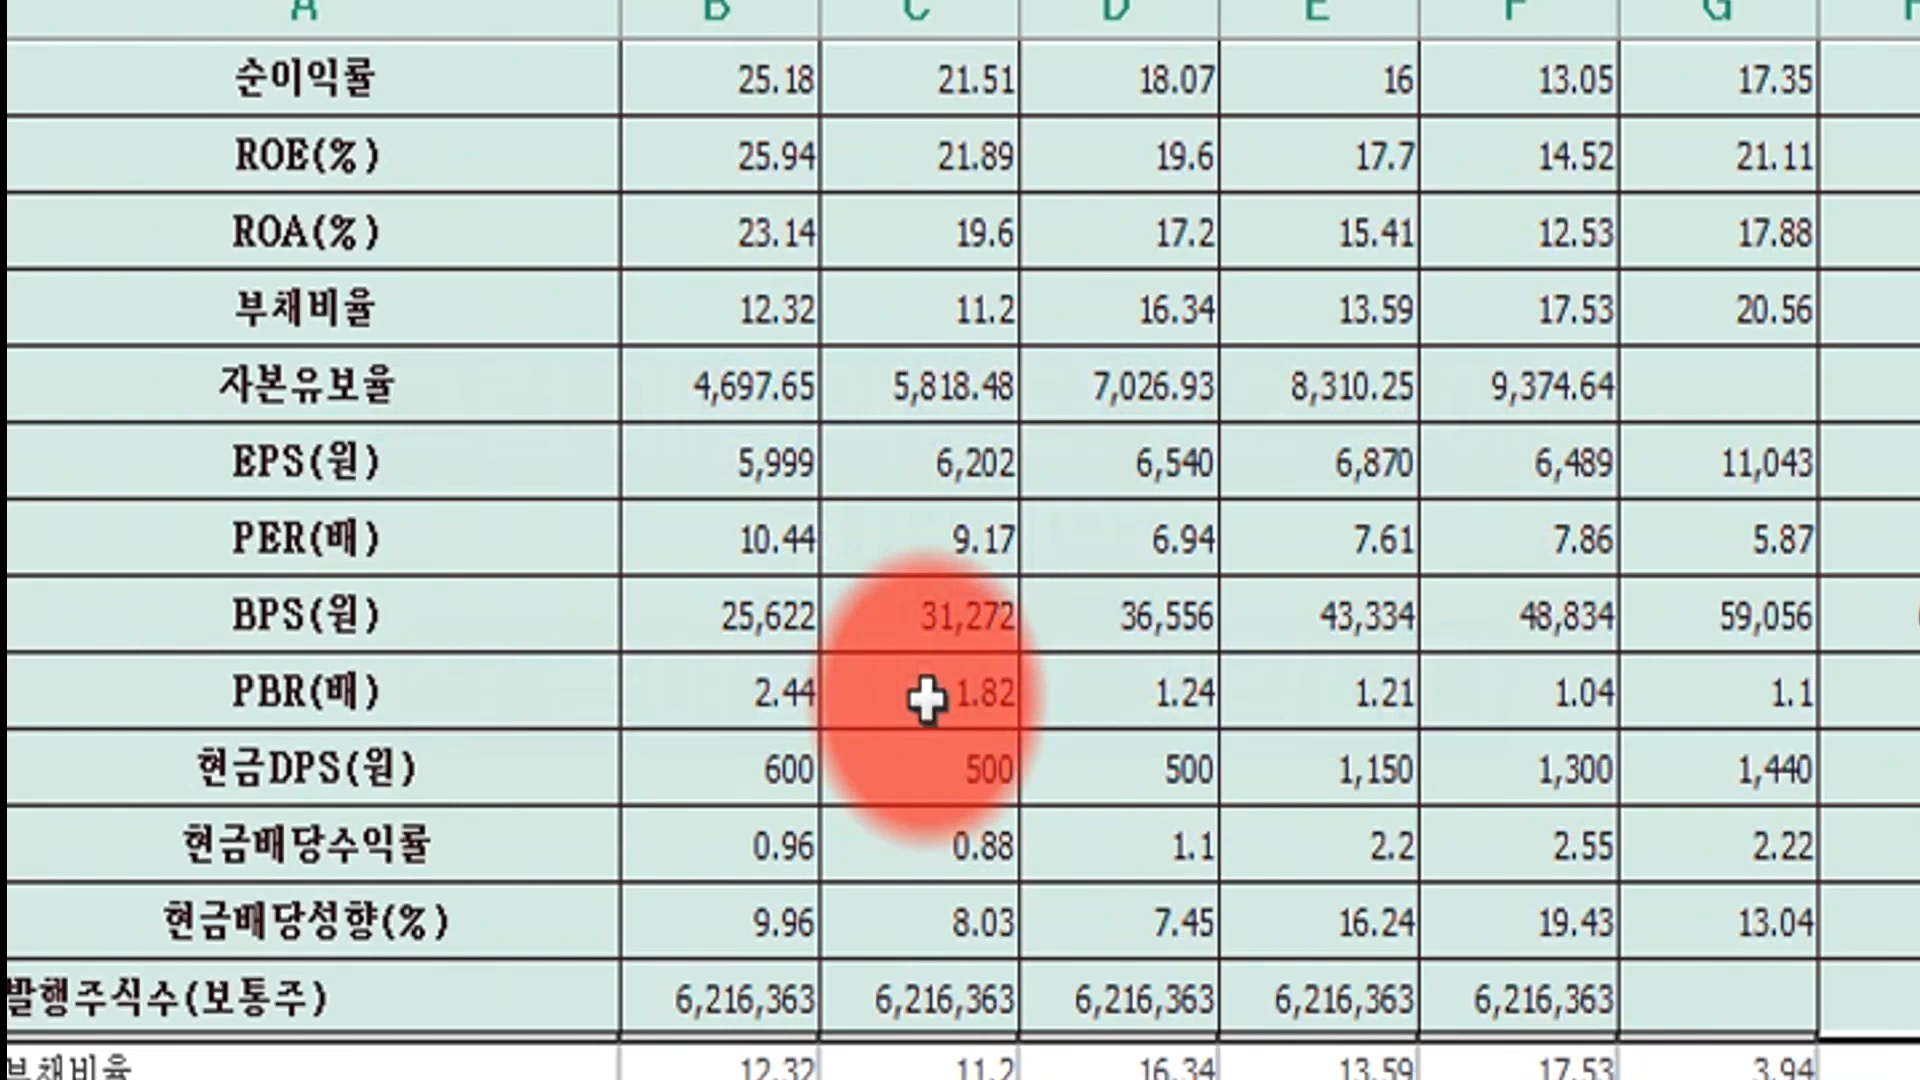 A B C D E F G
순이익률 25.18 21.51 18.07 16 13.05 17.35
ROE(%) 25.94 21.89 19.6 17.7 14.52 21.11
ROA(%) 23.14 19.6 17.2 15.41 12.53 17.88
부채비율 12.32 11.2 16.34 13.59 17.53 20.56
자본유보율 4,697.65 5,818.48 7,026.93 8,310.25 9,374.64
EPS(원) 5,999 6,202 6,540 6,870 6,489 11,043
PER(배) 10.44 9.17 6.94 7.61 7.86 5.87
BPS(원) 25,622 31,272 36,556 43,334 48,834 59,056
PBR(배) 2.44 1.82 1.24 1.21 1.04 1.1
현금DPS(원) 600 500 500 1,150 1,300 1,440
현금배당수익률 0.96 0.88 1.1 2.2 2.55 2.22
현금배당성향(%) 9.96 8.03 7.45 16.24 19.43 13.04
발행주식수(보통주) 6,216,363 6,216,363 6,216,363 6,216,363 6,216,363
부채비율 12.32 11.2 16.34 13.59 17.53 3.94